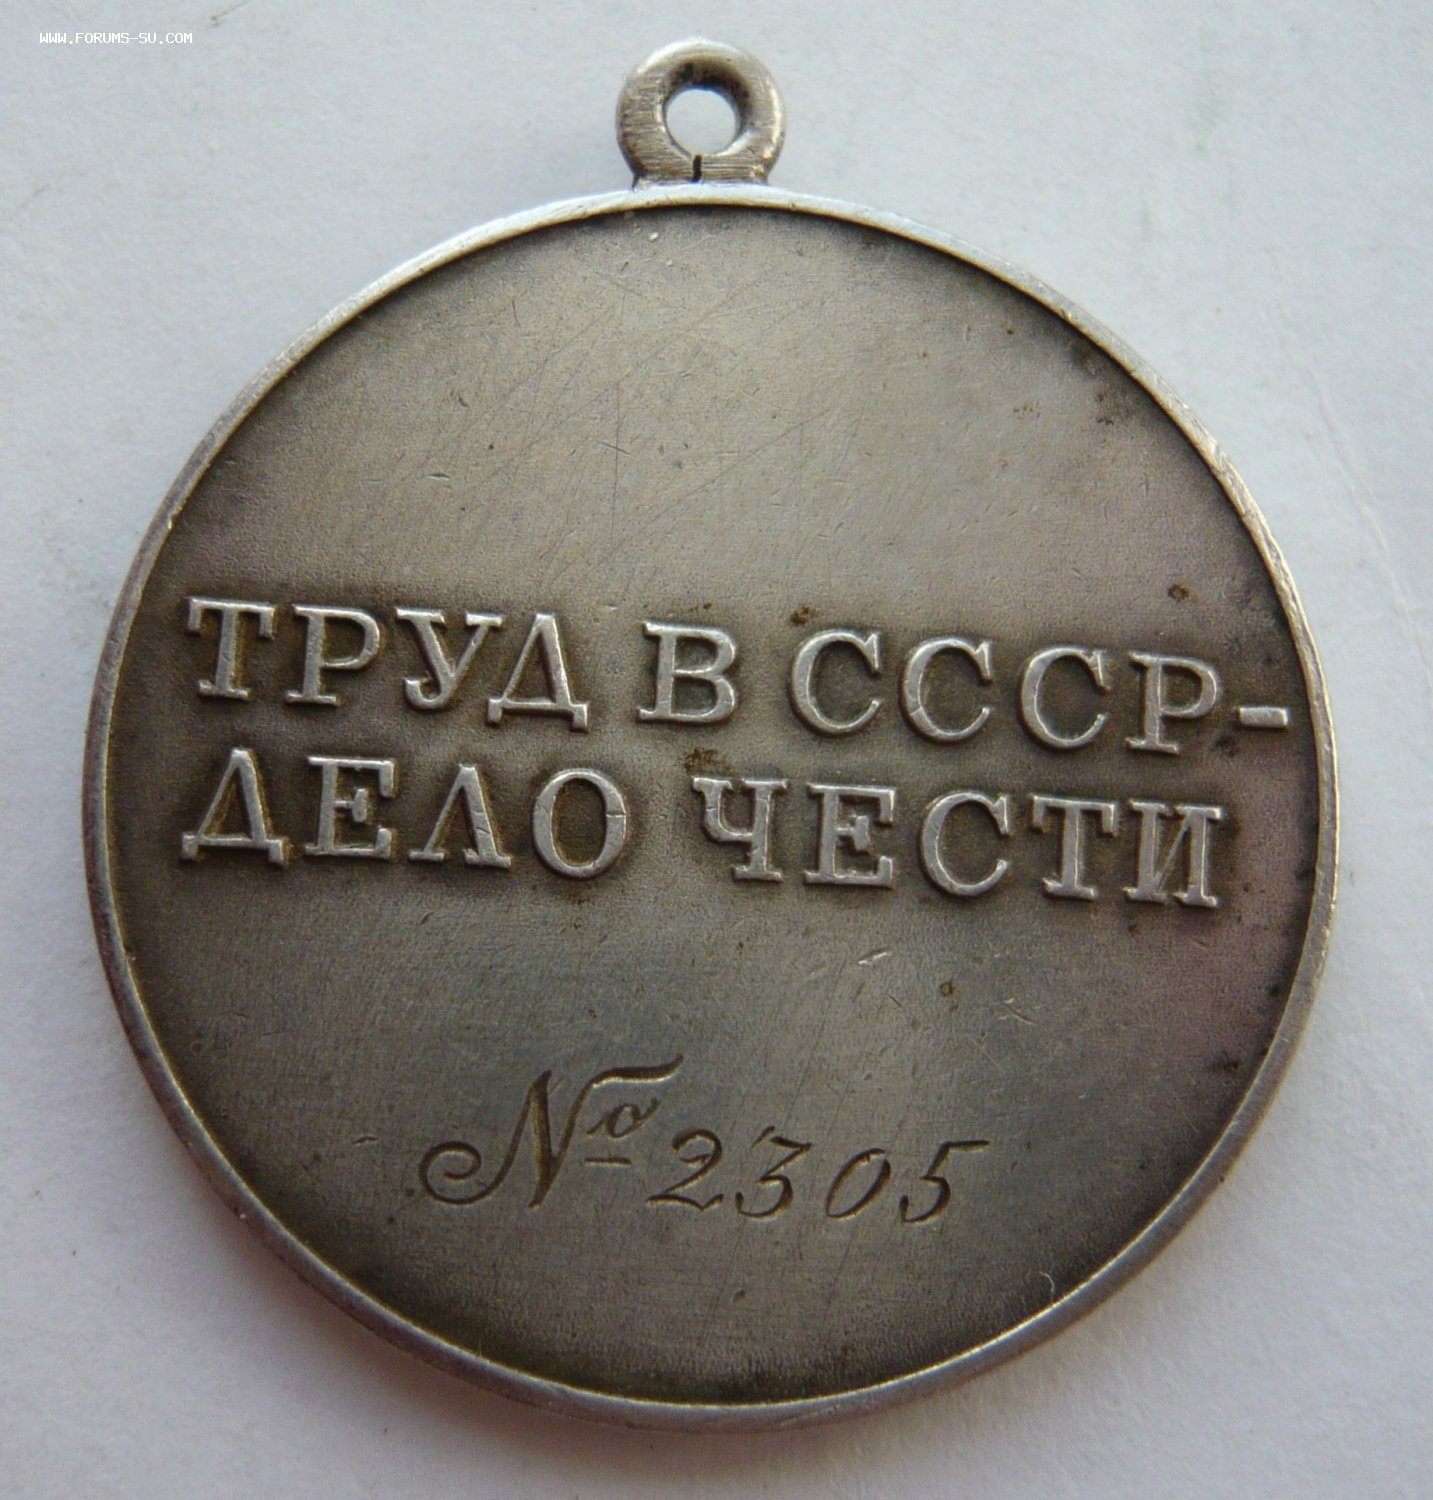 WWW.FORUMS-SU.COM
ТРУД В СССР-
ДЕЛО ЧЕСТИ
№ 2305